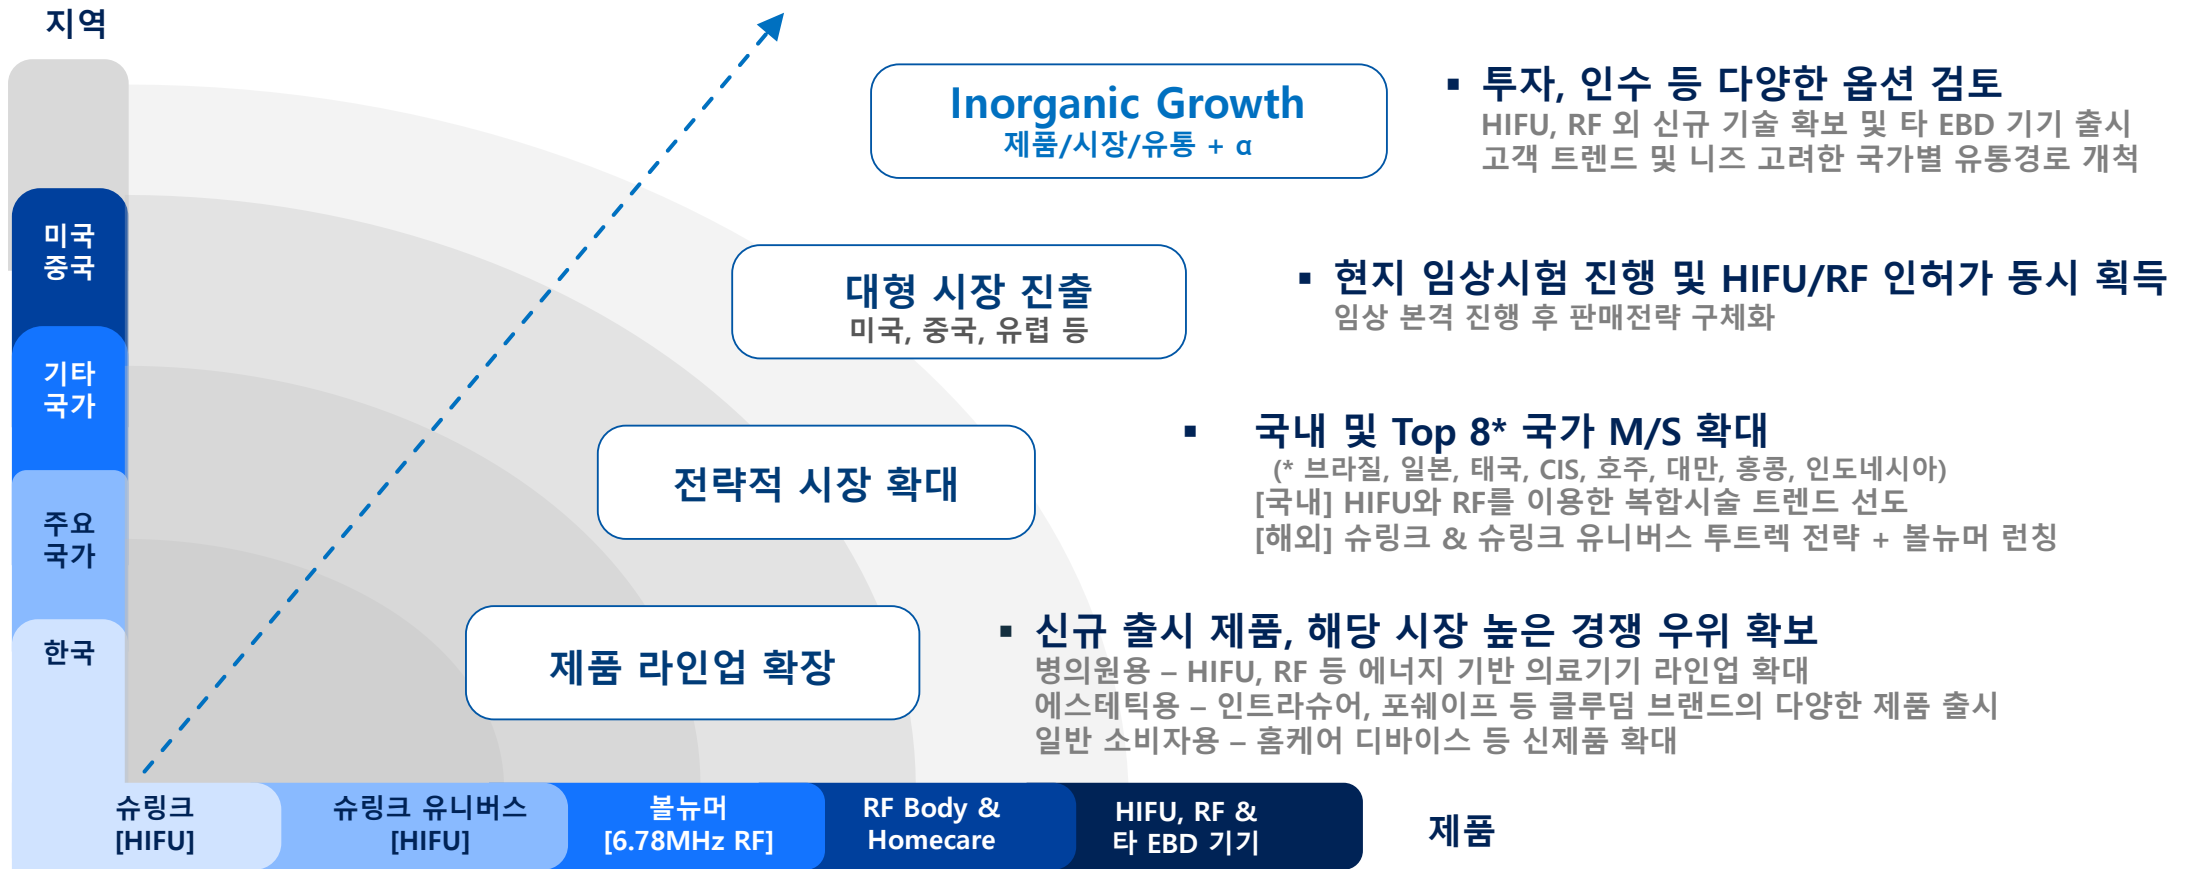 지역
Inorganic Growth
제품/시장/유통 + α
▪ 투자, 인수 등 다양한 옵션 검토
HIFU, RF 외 신규 기술 확보 및 타 EBD 기기 출시
고객 트렌드 및 니즈 고려한 국가별 유통경로 개척
미국
중국
대형 시장 진출
미국, 중국, 유렵 등
▪ 현지 임상시험 진행 및 HIFU/RF 인허가 동시 획득
임상 본격 진행 후 판매전략 구체화
기타
국가
전략적 시장 확대
▪ 국내 및 Top 8* 국가 M/S 확대
(* 브라질, 일본, 태국, CIS, 호주, 대만, 홍콩, 인도네시아)
[국내] HIFU와 RF를 이용한 복합시술 트렌드 선도
[해외] 슈링크 & 슈링크 유니버스 투트렉 전략 + 볼뉴머 런칭
주요
국가
한국
제품 라인업 확장
▪ 신규 출시 제품, 해당 시장 높은 경쟁 우위 확보
병의원용 – HIFU, RF 등 에너지 기반 의료기기 라인업 확대
에스테틱용 – 인트라슈어, 포쉐이프 등 클루덤 브랜드의 다양한 제품 출시
일반 소비자용 – 홈케어 디바이스 등 신제품 확대
슈링크
[HIFU]
슈링크 유니버스
[HIFU]
볼뉴머
[6.78MHz RF]
RF Body &
Homecare
HIFU, RF &
타 EBD 기기
제품